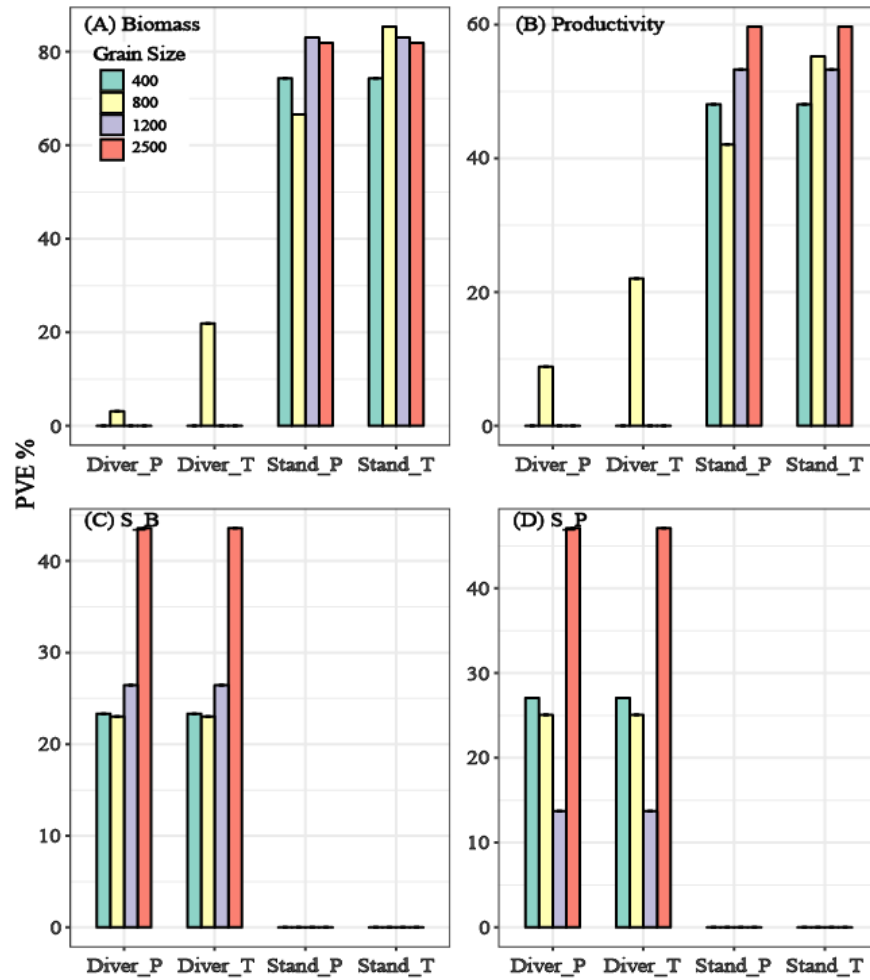 (A) Biomass
Grain Size
400
800
1200
2500
80
60
40
20
0
Diver_P Diver_T Stand_P Stand_T
(B) Productivity
60
40
20
0
Diver_P Diver_T Stand_P Stand_T
PVE %
(C) S_B
40
30
20
10
0
Diver_P Diver_T Stand_P Stand_T
(D) S_P
40
30
20
10
0
Diver_P Diver_T Stand_P Stand_T